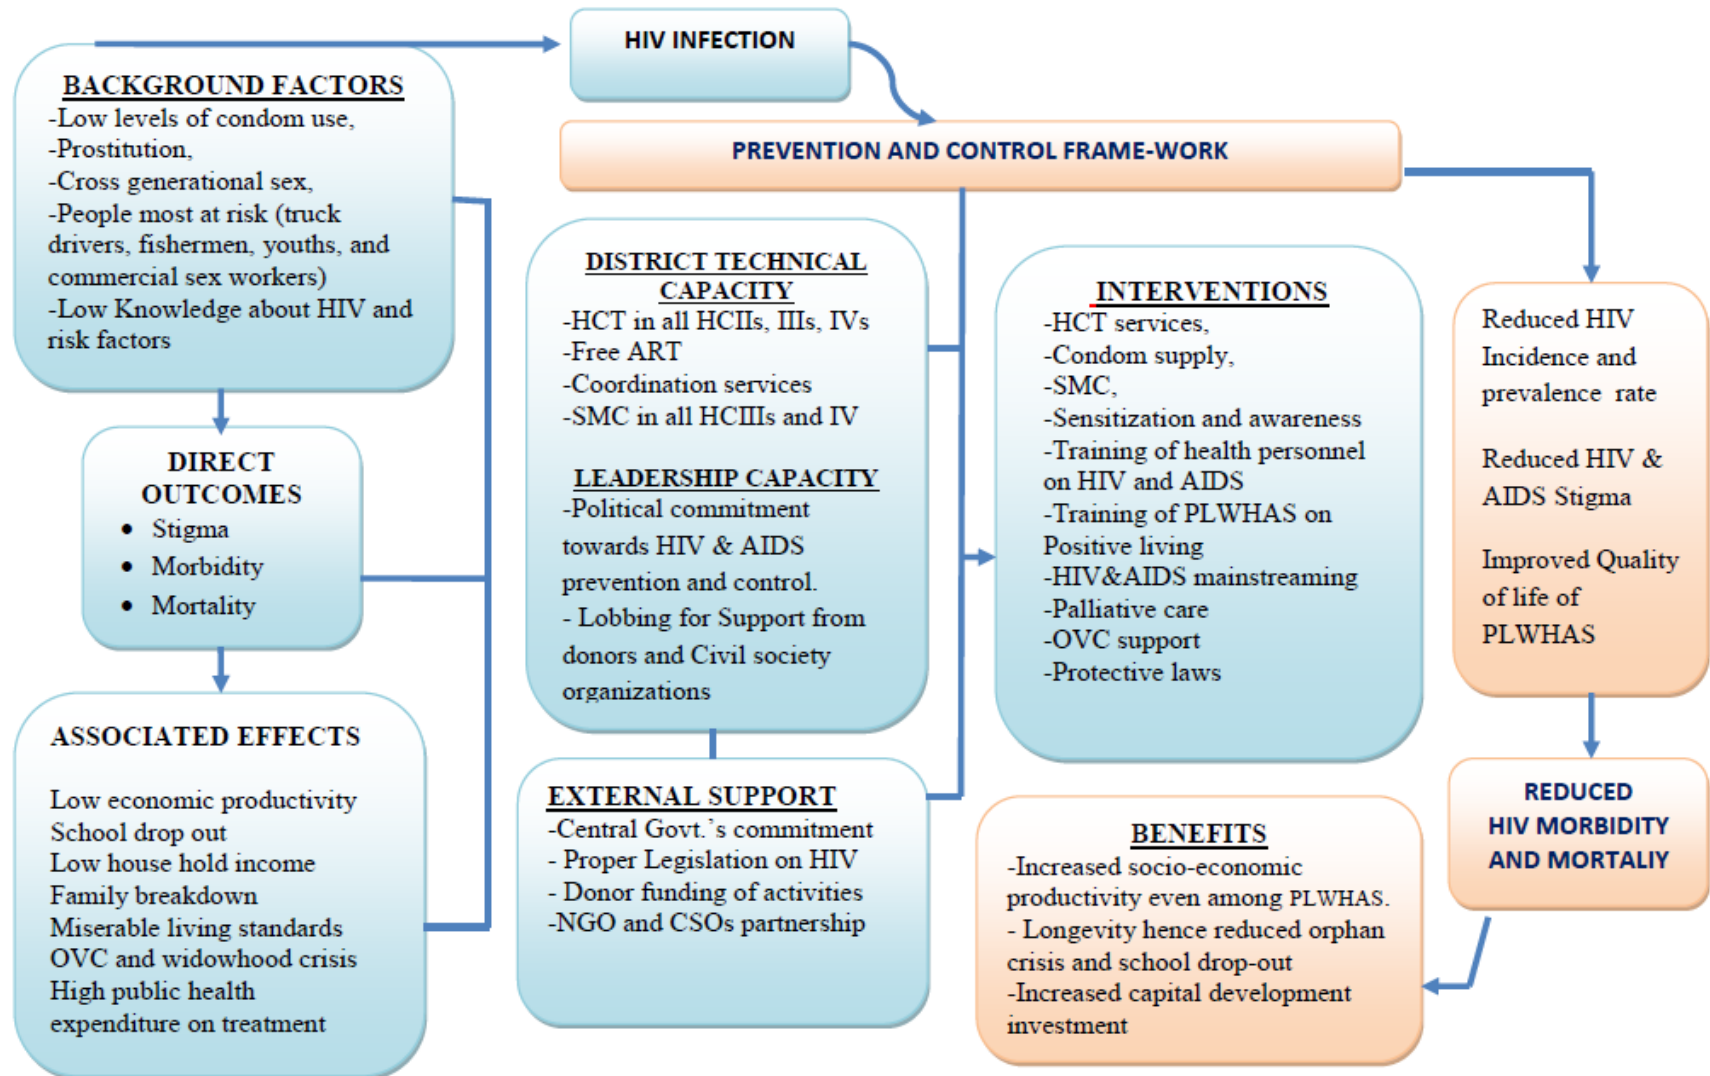 HIV INFECTION
BACKGROUND FACTORS
-Low levels of condom use,
-Prostitution,
-Cross generational sex,
-People most at risk (truck
drivers, fishermen, youths, and
commercial sex workers)
-Low Knowledge about HIV and
risk factors
DIRECT
OUTCOMES
• Stigma
• Morbidity
• Mortality
ASSOCIATED EFFECTS
Low economic productivity
School drop out
Low house hold income
Family breakdown
Miserable living standards
OVC and widowhood crisis
High public health
expenditure on treatment
PREVENTION AND CONTROL FRAME-WORK
DISTRICT TECHNICAL
CAPACITY
-HCT in all HCIIs, IIIs, IVs
-Free ART
-Coordination services
-SMC in all HCIIIs and IV
LEADERSHIP CAPACITY
-Political commitment
towards HIV & AIDS
prevention and control.
- Lobbing for Support from
donors and Civil society
organizations
EXTERNAL SUPPORT
-Central Govt.'s commitment
- Proper Legislation on HIV
- Donor funding of activities
-NGO and CSOs partnership
INTERVENTIONS
-HCT services,
-Condom supply,
-SMC,
-Sensitization and awareness
-Training of health personnel
on HIV and AIDS
-Training of PLWHAS on
Positive living
-HIV&AIDS mainstreaming
-Palliative care
-OVC support
-Protective laws
Reduced HIV
Incidence and
prevalence rate
Reduced HIV &
AIDS Stigma
Improved Quality
of life of
PLWHAS
REDUCED
HIV MORBIDITY
AND MORTALIY
BENEFITS
-Increased socio-economic
productivity even among PLWHAS.
- Longevity hence reduced orphan
crisis and school drop-out
-Increased capital development
investment